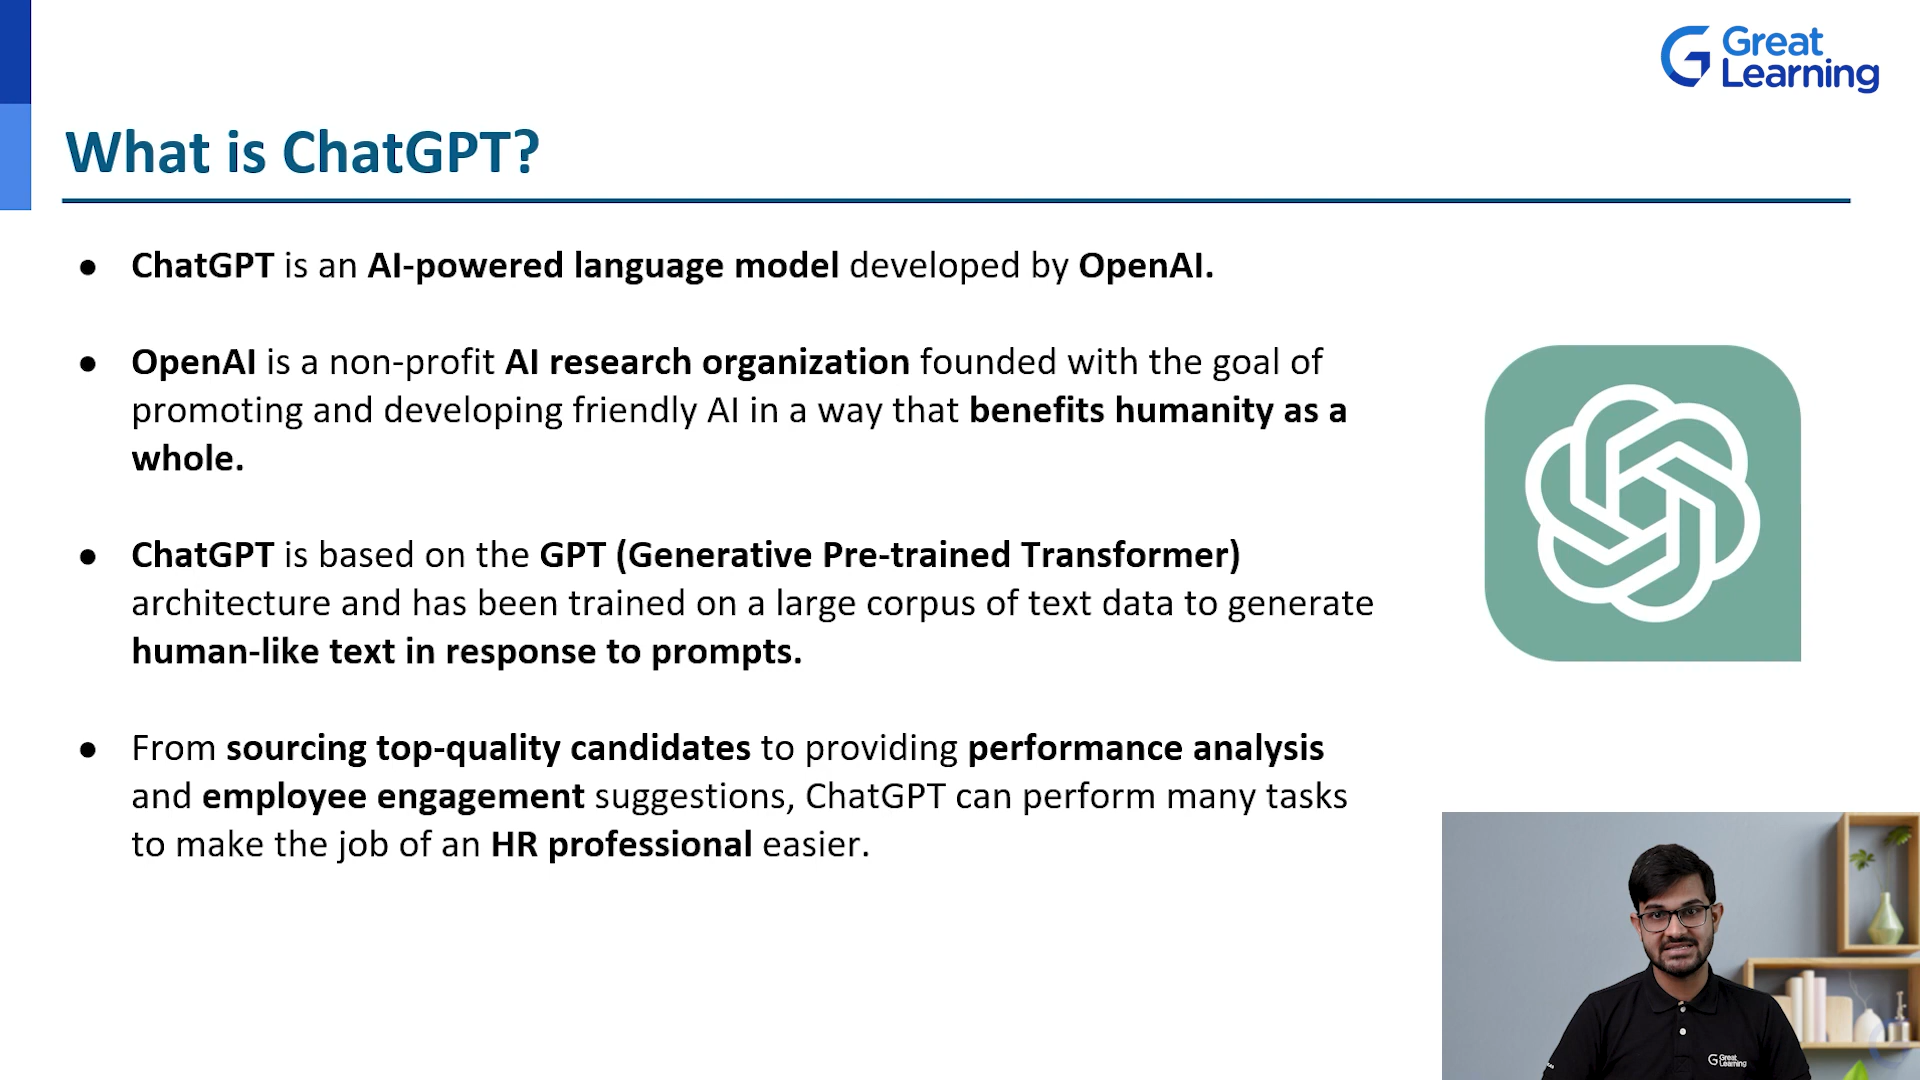 Great
Learning
What is ChatGPT?
● ChatGPT is an AI-powered language model developed by OpenAI.
● OpenAI is a non-profit AI research organization founded with the goal of
promoting and developing friendly AI in a way that benefits humanity as a
whole.
● ChatGPT is based on the GPT (Generative Pre-trained Transformer)
architecture and has been trained on a large corpus of text data to generate
human-like text in response to prompts.
● From sourcing top-quality candidates to providing performance analysis
and employee engagement suggestions, ChatGPT can perform many tasks
to make the job of an HR professional easier.
Great
Learning